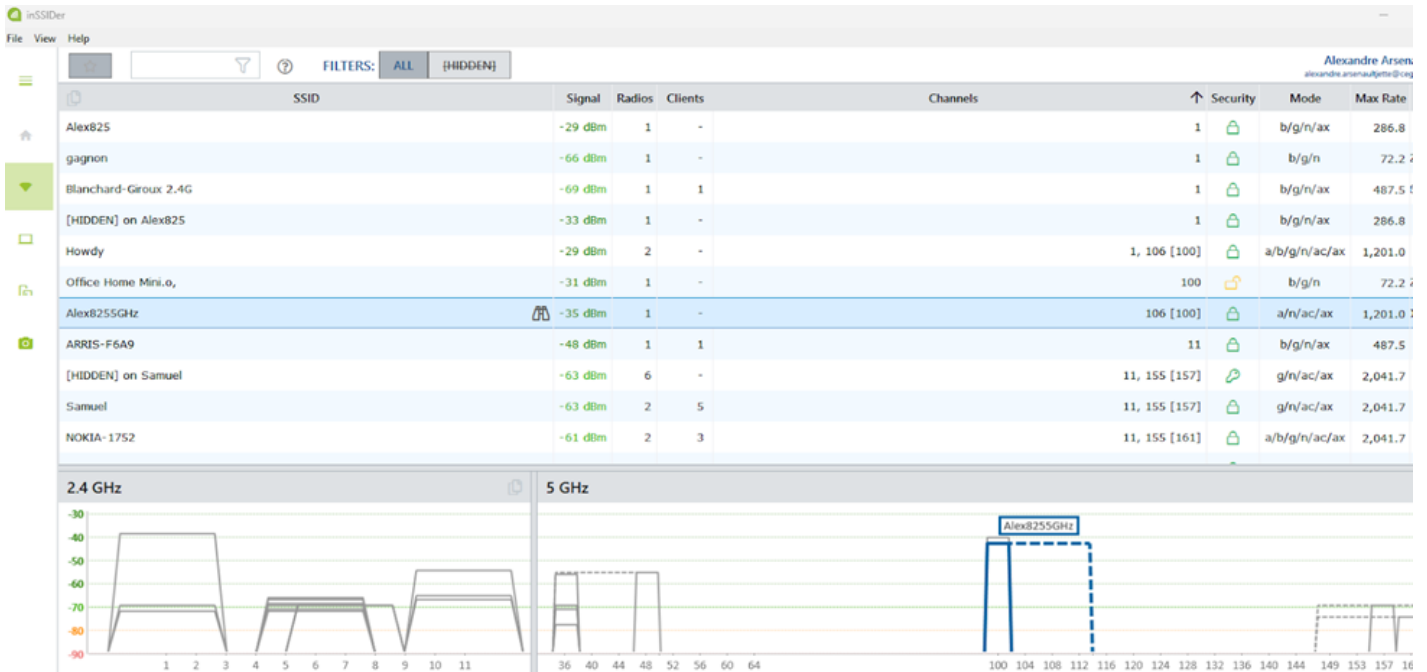 inSSIDer
File View Help
FILTERS: ALL [HIDDEN]
Alexandre Arsena
alexandre.arsenaultjette@ceg
SSID Signal Radios Clients Channels Security Mode Max Rate
Alex825 -29 dBm 1 - 1 b/g/n/ax 286.8
gagnon -66 dBm 1 - 1 b/g/n 72.2
Blanchard-Giroux 2.4G -69 dBm 1 1 1 b/g/n/ax 487.5
[HIDDEN] on Alex825 -33 dBm 1 - 1 b/g/n/ax 286.8
Howdy -29 dBm 2 - 1, 106 [100] a/b/g/n/ac/ax 1,201.0
Office Home Mini.o, -31 dBm 1 - 100 b/g/n 72.2
Alex8255GHz -35 dBm 1 - 106 [100] a/n/ac/ax 1,201.0
ARRIS-F6A9 -48 dBm 1 1 11 b/g/n/ax 487.5
[HIDDEN] on Samuel -63 dBm 6 - 11, 155 [157] g/n/ac/ax 2,041.7
Samuel -63 dBm 2 5 11, 155 [157] g/n/ac/ax 2,041.7
NOKIA-1752 -61 dBm 2 3 11, 155 [161] a/b/g/n/ac/ax 2,041.7
2.4 GHz 5 GHz
-30
Alex8255GHz
-40
-50
-60
-70
-80
-90
1 2 3 4 5 6 7 8 9 10 11 36 40 44 48 52 56 60 64 100 104 108 112 116 120 124 128 132 136 140 144 149 153 157